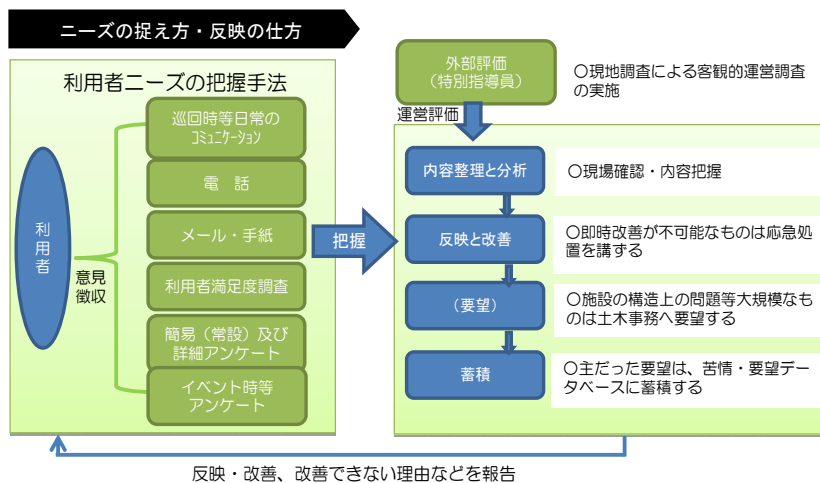 ニーズの捉え方・反映の仕方
利用者ニーズの把握手法
利用者
意見
徴収
巡回時等日常の
ｺﾐｭﾆｹｰｼｮﾝ
電　話
メール・手紙
利用者満足度調査
簡易（常設）及び
詳細アンケート
イベント時等
アンケート
把握
外部評価
（特別指導員）
○現地調査による客観的運営調査
の実施
運営評価
内容整理と分析
○現場確認・内容把握
反映と改善
○即時改善が不可能なものは応急処
置を講ずる
（要望）
○施設の構造上の問題等大規模なも
のは土木事務へ要望する
蓄積
○主だった要望は、苦情・要望デー
タベースに蓄積する
反映・改善、改善できない理由などを報告